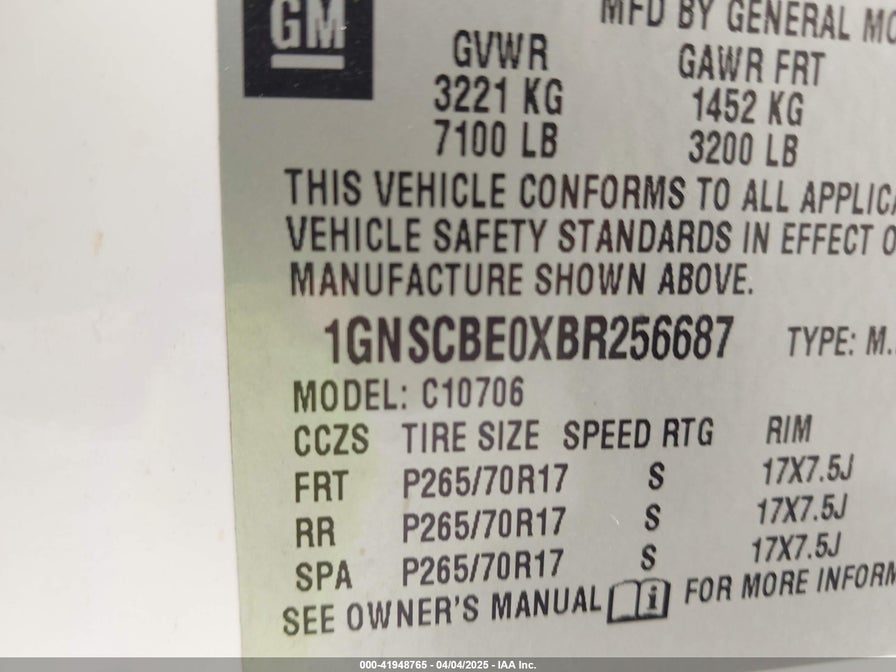 GM
MFD BY GENERAL MO
GVWR GAWR FRT
3221 KG 1452 KG
7100 LB 3200 LB
THIS VEHICLE CONFORMS TO ALL APPLICA
VEHICLE SAFETY STANDARDS IN EFFECT O
MANUFACTURE SHOWN ABOVE.
1GNSCBE0XBR256687 TYPE: M.
MODEL: C10706
CCZS TIRE SIZE SPEED RTG RIM
FRT P265/70R17 S 17X7.5J
RR P265/70R17 S 17X7.5J
SPA P265/70R17 S 17X7.5J
SEE OWNER'S MANUAL i FOR MORE INFORM
000-41948765 - 04/04/2025 - IAA Inc.